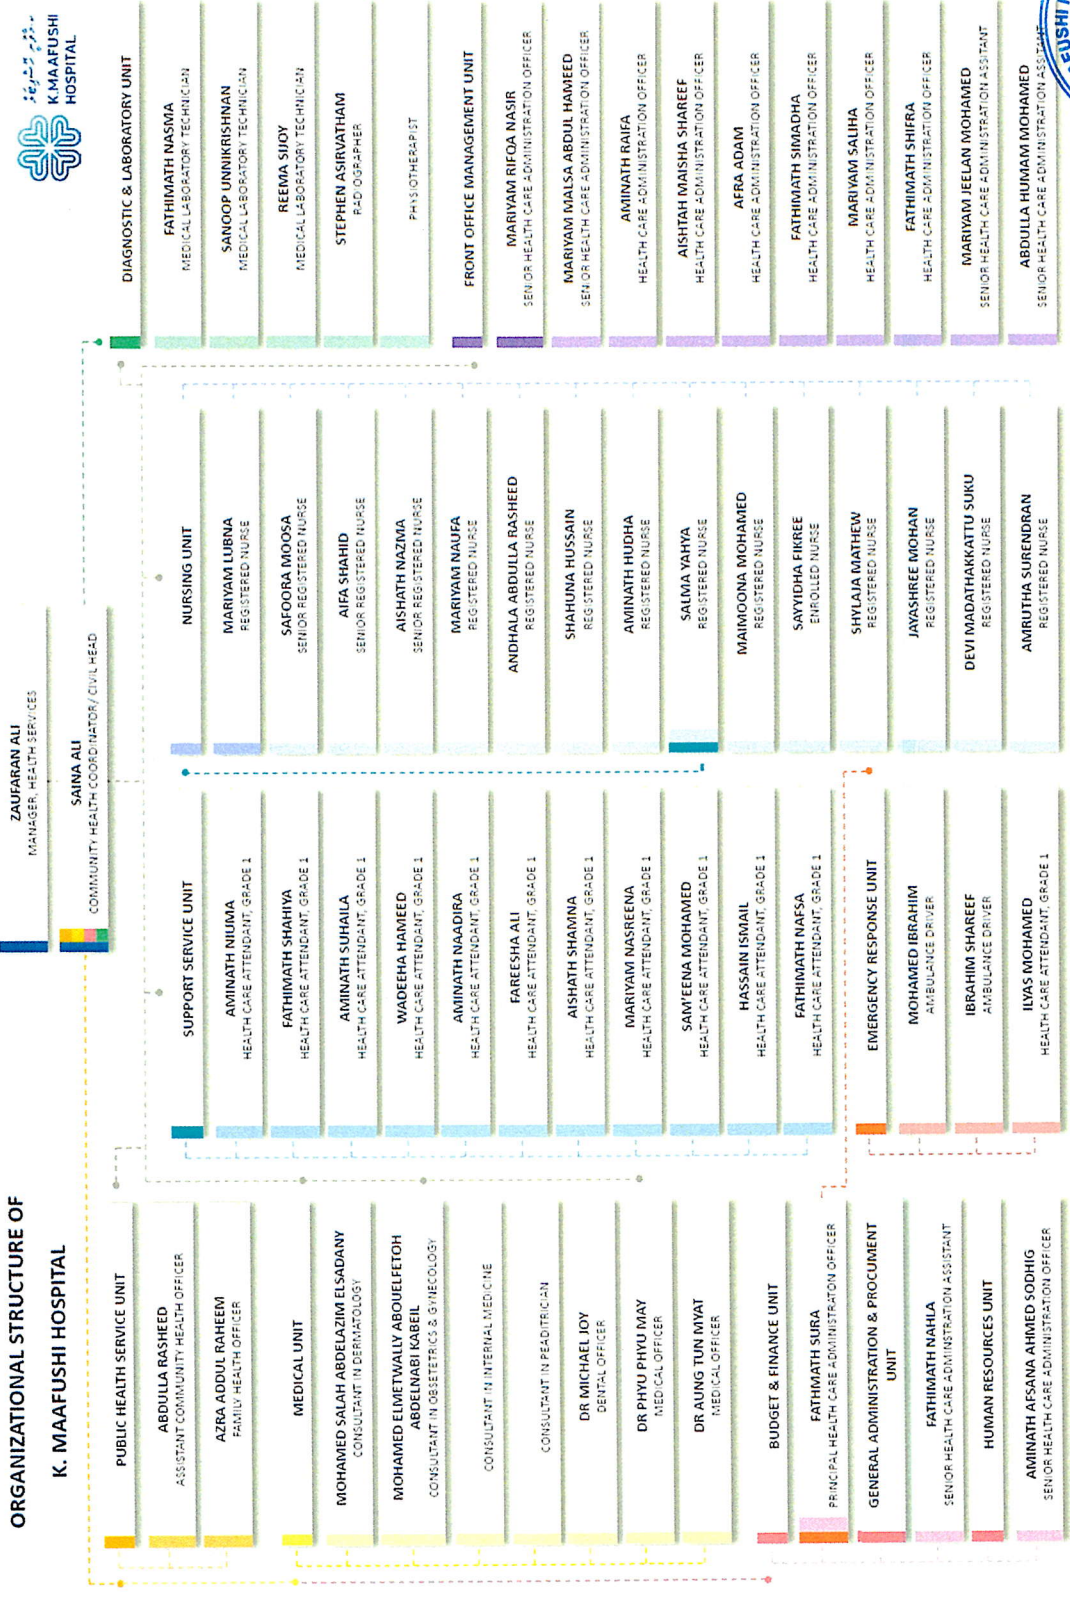 ORGANIZATIONAL STRUCTURE OF
K. MAAFUSHI HOSPITAL
K.MAAFUSHI
HOSPITAL
ZAUFARAN ALI
MANAGER, HEALTH SERVICES
SAINA ALI
COMMUNITY HEALTH COORDINATOR/ CIVIL HEAD
PUBLIC HEALTH SERVICE UNIT
ABDULLA RASHEED
ASSISTANT COMMUNITY HEALTH OFFICER
AZRA ADDUL RAHEEM
FAMILY HEALTH OFFICER
MEDICAL UNIT
MOHAMED SALAH ABDELAZIM ELSADANY
CONSULTANT IN DERMATOLOGY
MOHAMED ELMETWALLY ABOUELFETOH
ABDELNABI KABEIL
CONSULTANT IN OBSETETRICS & GYNECOLOGY
CONSULTANT IN INTERNAL MEDICINE
CONSULTANT IN PEADITRICIAN
DR MICHAEL JOY
DENTAL OFFICER
DR PHYU PHYU MAY
MEDICAL OFFICER
DR AUNG TUN MYAT
MEDICAL OFFICER
BUDGET & FINANCE UNIT
FATHIMATH SURA
PRINCIPAL HEALTH CARE ADMINISTRATON OFFICER
GENERAL ADMINISTRATION & PROCUMENT
UNIT
FATHIMATH NAHLA
SENIOR HEALTH CARE ADMINSTRATION ASSISTANT
HUMAN RESOURCES UNIT
AMINATH AFSANA AHMED SODHIG
SENIOR HEALTH CARE ADMINISTRATION OFFICER
SUPPORT SERVICE UNIT
AMINATH NIUMA
HEALTH CARE ATTENDANT, GRADE 1
FATHIMATH SHAHIYA
HEALTH CARE ATTENDANT, GRADE 1
AMINATH SUHAILA
HEALTH CARE ATTENDANT, GRADE 1
WADEEHA HAMEED
HEALTH CARE ATTENDANT, GRADE 1
AMINATH NAADIRA
HEALTH CARE ATTENDANT, GRADE 1
FAREESHA ALI
HEALTH CARE ATTENDANT, GRADE 1
AISHATH SHAMNA
HEALTH CARE ATTENDANT, GRADE 1
MARIYAM NASREENA
HEALTH CARE ATTENDANT, GRADE 1
SAM'EENA MOHAMED
HEALTH CARE ATTENDANT, GRADE 1
HASSAIN ISMAIL
HEALTH CARE ATTENDANT, GRADE 1
FATHIMATH NAFSA
HEALTH CARE ATTENDANT, GRADE 1
EMERGENCY RESPONSE UNIT
MOHAMED IBRAHIM
AMBULANCE DRIVER
IBRAHIM SHAREEF
AMBULANCE DRIVER
ILYAS MOHAMED
HEALTH CARE ATTENDANT, GRADE 1
NURSING UNIT
MARIYAM LUBNA
REGISTERED NURSE
SAFOORA MOOSA
SENIOR REGISTERED NURSE
AIFA SHAHID
SENIOR REGISTERED NURSE
AISHATH NAZMA
SENIOR REGISTERED NURSE
MARIYAM NAUFA
REGISTERED NURSE
ANDHALA ABDULLA RASHEED
REGISTERED NURSE
SHAHUNA HUSSAIN
REGISTERED NURSE
AMINATH HUDHA
REGISTERED NURSE
SALMA YAHYA
REGISTERED NURSE
MAIMOONA MOHAMED
REGISTERED NURSE
SAYYIDHA FIKREE
ENROLLED NURSE
SHYLAJA MATHEW
REGISTERED NURSE
JAYASHREE MOHAN
REGISTERED NURSE
DEVI MADATHAKKATTU SUKU
REGISTERED NURSE
AMRUTHA SURENDRAN
REGISTERED NURSE
DIAGNOSTIC & LABORATORY UNIT
FATHIMATH NASMA
MEDICAL LABORATORY TECHNICIAN
SANOOP UNNIKRISHNAN
MEDICAL LABORATORY TECHNICIAN
REEMA SIJOY
MEDICAL LABORATORY TECHNICIAN
STEPHEN ASIRVATHAM
RADIOGRAPHER
PHYSIOTHERAPIST
FRONT OFFICE MANAGEMENT UNIT
MARIYAM RIFQA NASIR
SENIOR HEALTH CARE ADMINISTRATION OFFICER
MARIYAM MALSA ABDUL HAMEED
SENIOR HEALTH CARE ADMINISTRATION OFFICER
AMINATH RAIFA
HEALTH CARE ADMINISTRATION OFFICER
AISHTAH MAISHA SHAREEF
HEALTH CARE ADMINISTRATION OFFICER
AFRA ADAM
HEALTH CARE ADMINISTRATION OFFICER
FATHIMATH SIMADHA
HEALTH CARE ADMINISTRATION OFFICER
MARIYAM SALIHA
HEALTH CARE ADMINISTRATION OFFICER
FATHIMATH SHIFRA
HEALTH CARE ADMINISTRATION OFFICER
MARIYAM JEELAN MOHAMED
SENIOR HEALTH CARE ADMINISTRATION ASSITANT
ABDULLA HUMAM MOHAMED
SENIOR HEALTH CARE ADMINISTRATION ASSITANT